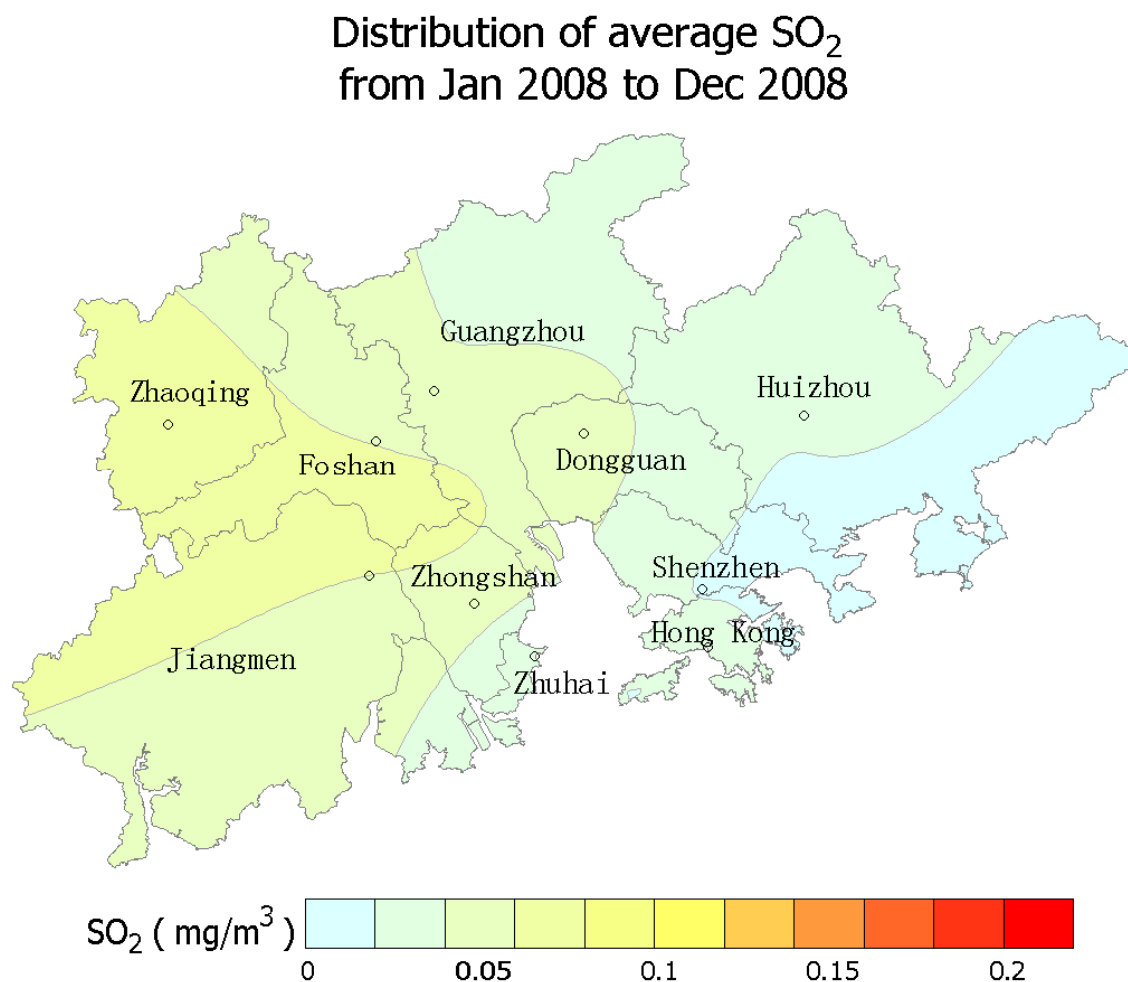 Distribution of average SO₂
from Jan 2008 to Dec 2008
Guangzhou
Zhaoqing
Huizhou
Foshan
Dongguan
Zhongshan
Shenzhen
Hong Kong
Jiangmen
Zhuhai
SO₂ ( mg/m³ )
0 0.05 0.1 0.15 0.2